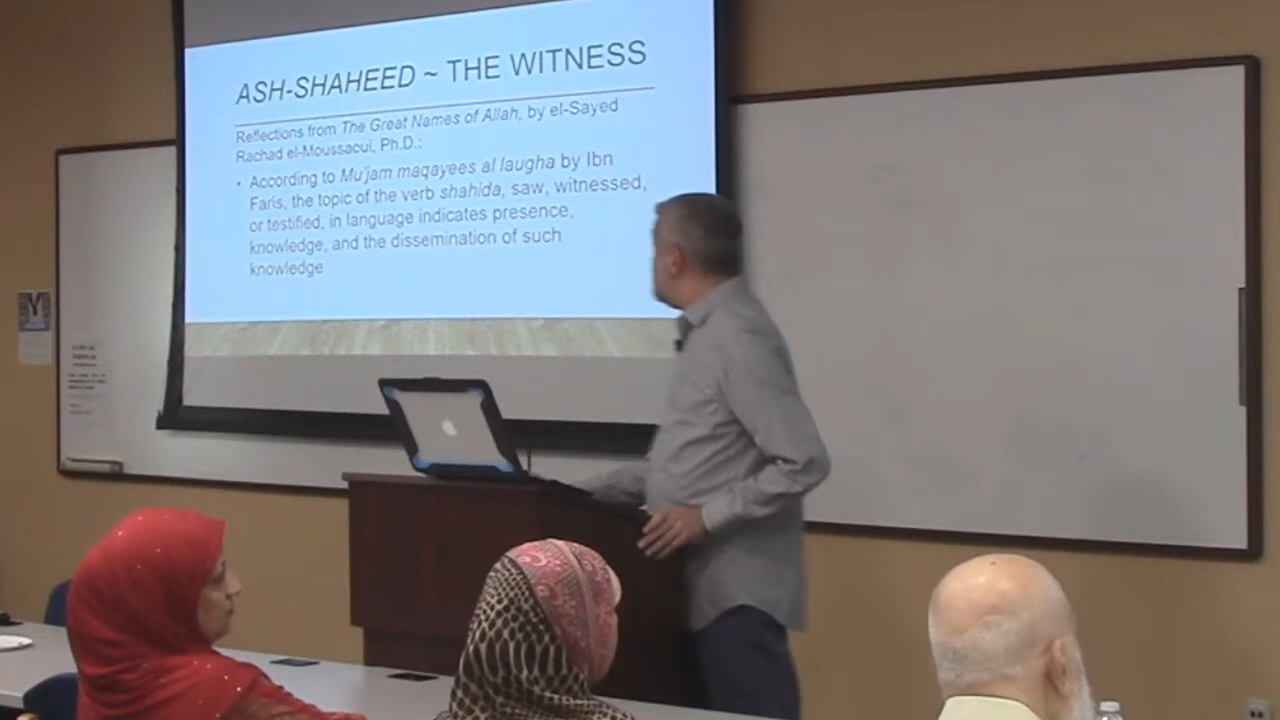 ASH-SHAHEED ~ THE WITNESS
Reflections from The Great Names of Allah, by el-Sayed
Rachad el-Moussaoui, Ph.D.:
• According to Mu'jam maqayees al laugha by Ibn
Faris, the topic of the verb shahida, saw, witnessed,
or testified, in language indicates presence,
knowledge, and the dissemination of such
knowledge